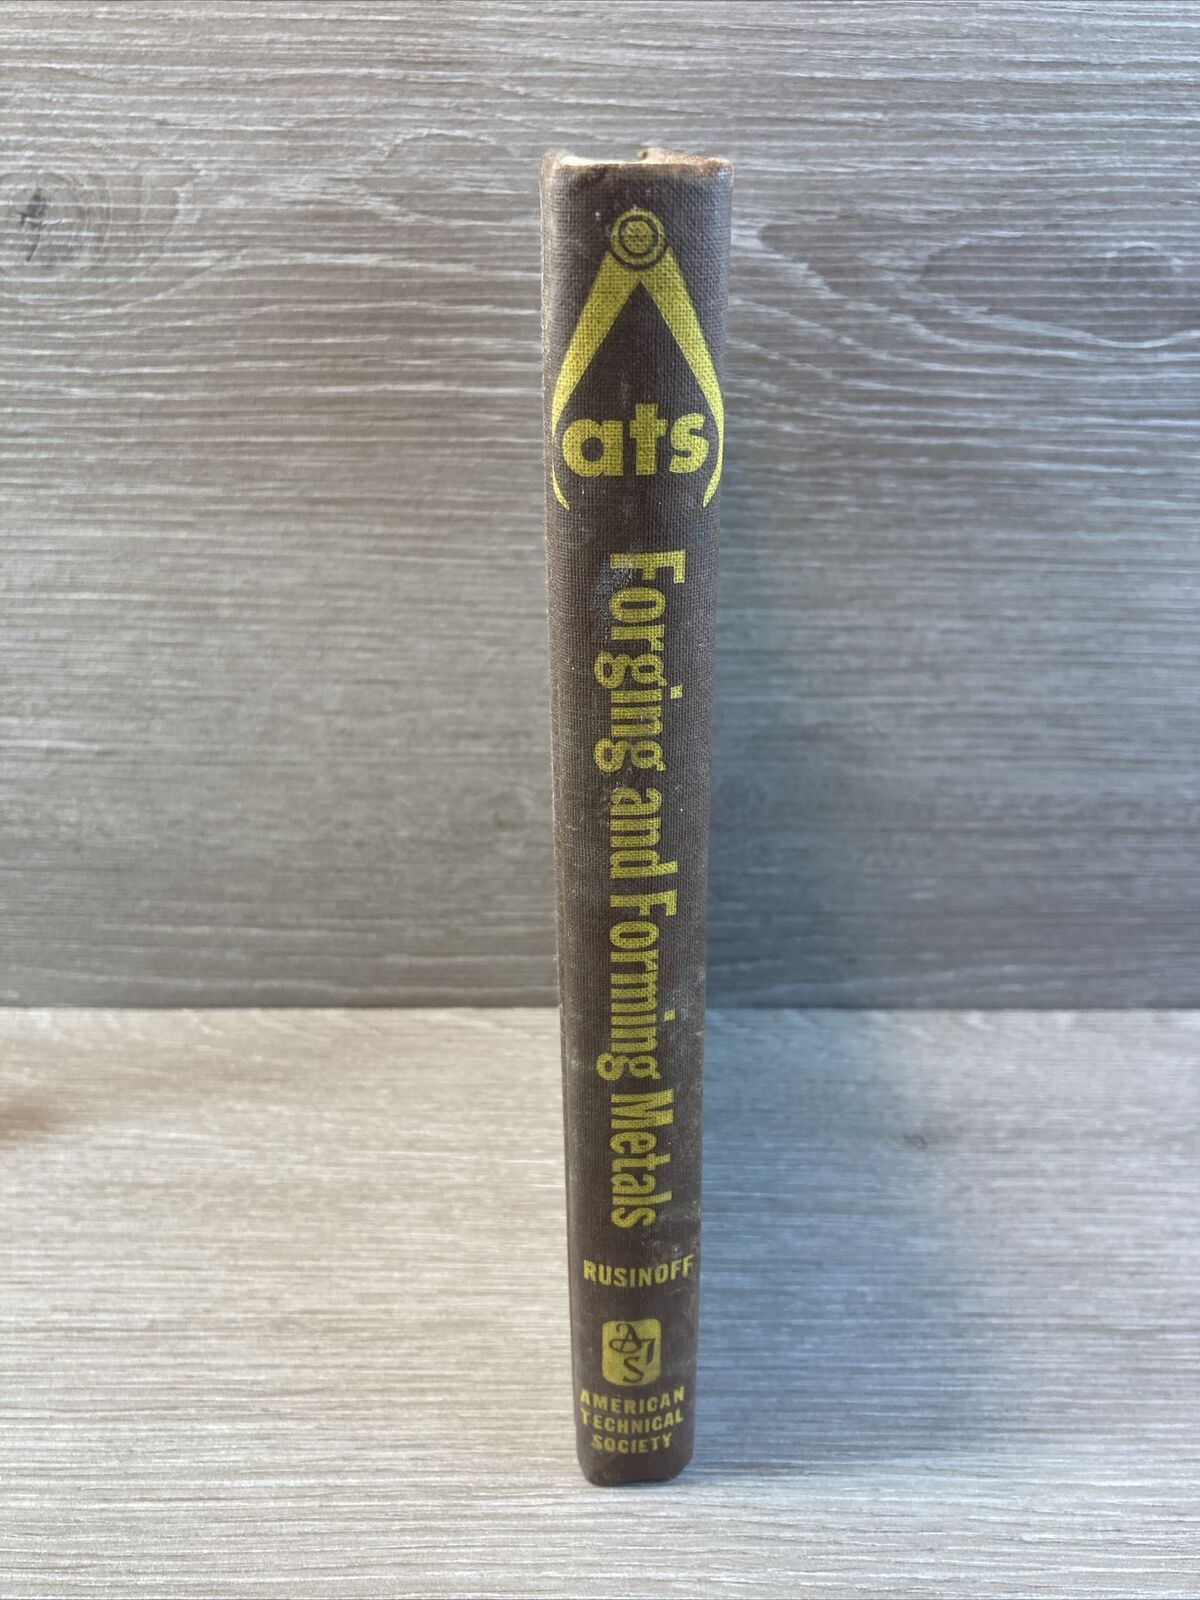 ats
Forging and Forming Metals
RUSINOFF
ATS
AMERICAN
TECHNICAL
SOCIETY